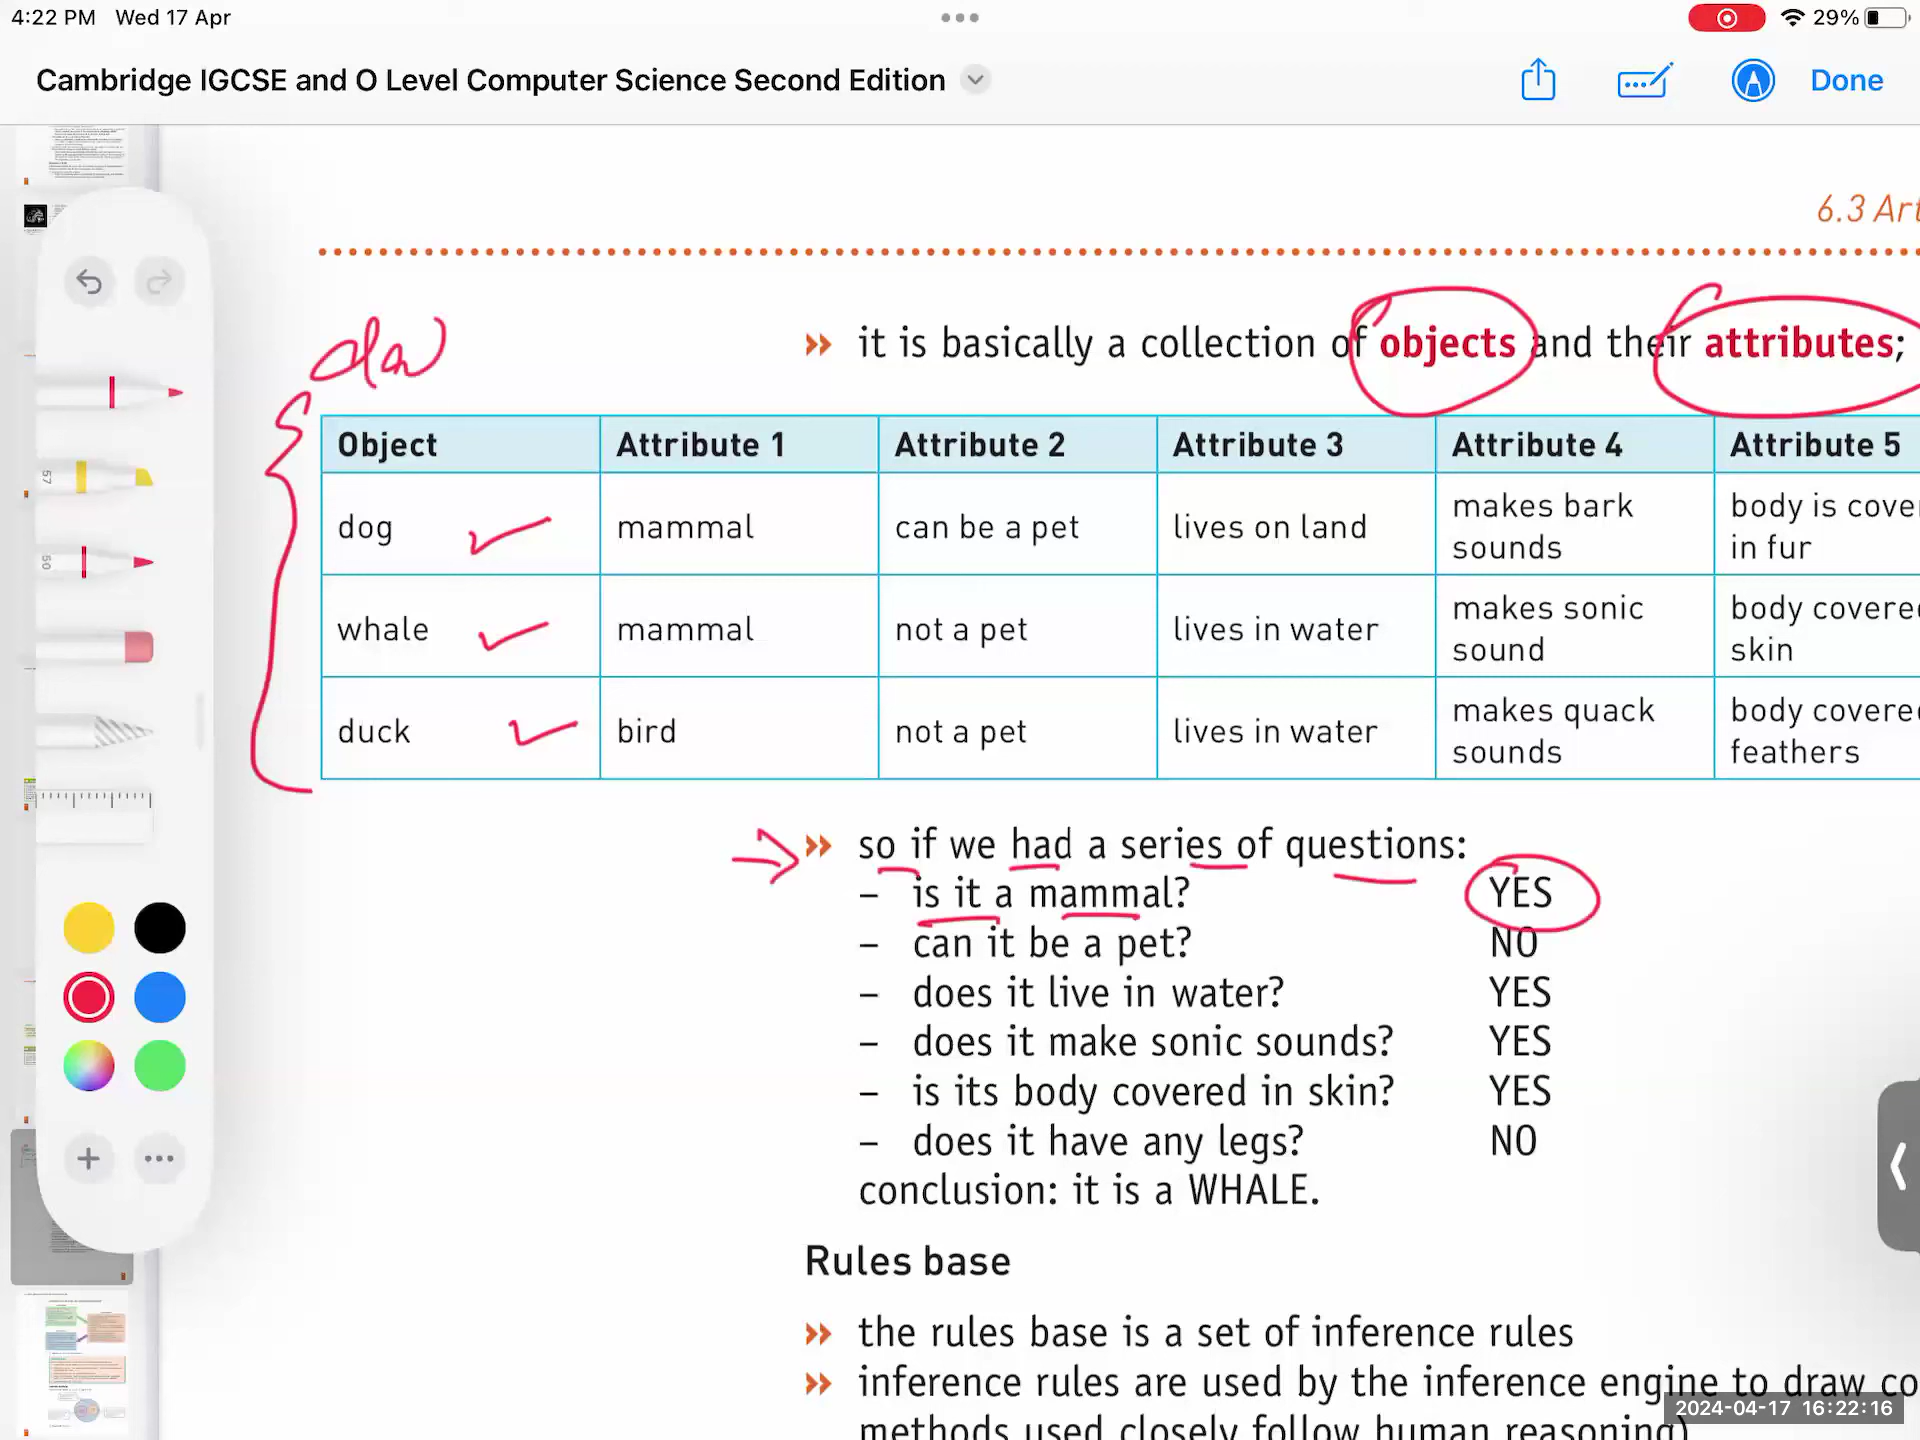 4:22 PM Wed 17 Apr
29%
Cambridge IGCSE and O Level Computer Science Second Edition
Done
6.3 Art
it is basically a collection of objects and their attributes;
Object Attribute 1 Attribute 2 Attribute 3 Attribute 4 Attribute 5
dog mammal can be a pet lives on land makes bark sounds body is cove in fur
whale mammal not a pet lives in water makes sonic sound body covere skin
duck bird not a pet lives in water makes quack sounds body covere feathers
so if we had a series of questions:
– is it a mammal? YES
– can it be a pet? NO
– does it live in water? YES
– does it make sonic sounds? YES
– is its body covered in skin? YES
– does it have any legs? NO
conclusion: it is a WHALE.
Rules base
the rules base is a set of inference rules
inference rules are used by the inference engine to draw co
methods used closely follow human reasoning)
2024-04-17 16:22:16
57
50